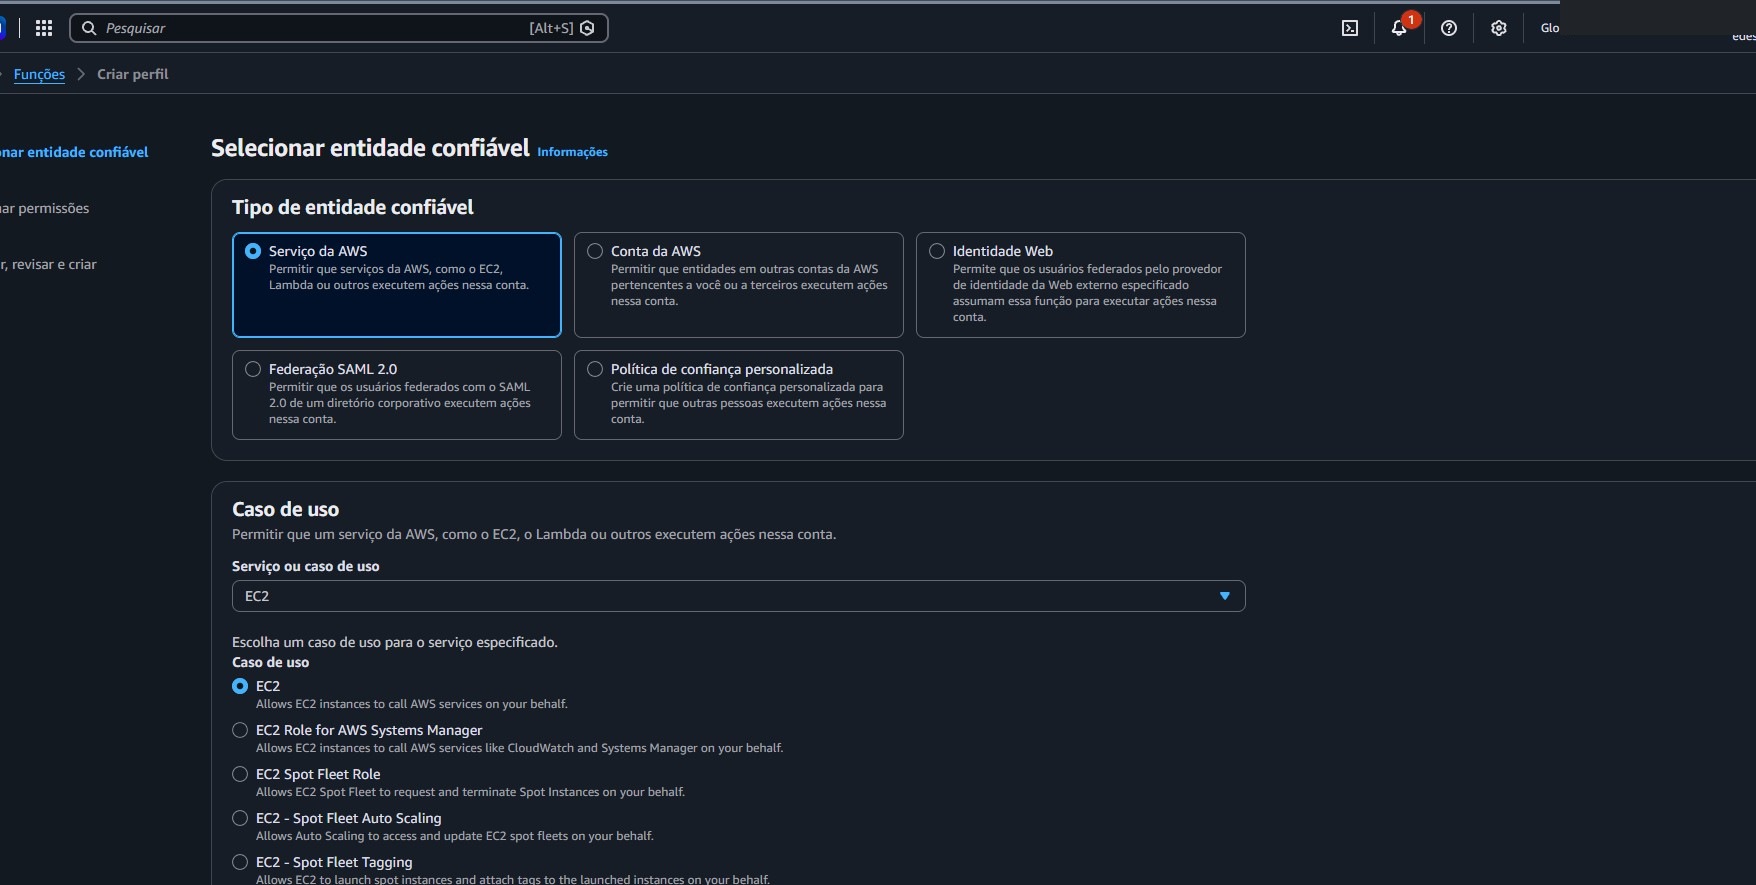 Pesquisar [Alt+S] 1 Glo
Funções Criar perfil
entidade confiável
Selecionar entidade confiável Informações
permissões
revisar e criar
Tipo de entidade confiável
Serviço da AWS
Permitir que serviços da AWS, como o EC2,
Lambda ou outros executem ações nessa conta.
Conta da AWS
Permitir que entidades em outras contas da AWS
pertencentes a você ou a terceiros executem ações
nessa conta.
Identidade Web
Permite que os usuários federados pelo provedor
de identidade da Web externo especificado
assumam essa função para executar ações nessa
conta.
Federação SAML 2.0
Permitir que os usuários federados com o SAML
2.0 de um diretório corporativo executem ações
nessa conta.
Política de confiança personalizada
Crie uma política de confiança personalizada para
permitir que outras pessoas executem ações nessa
conta.
Caso de uso
Permitir que um serviço da AWS, como o EC2, o Lambda ou outros executem ações nessa conta.
Serviço ou caso de uso
EC2
Escolha um caso de uso para o serviço especificado.
Caso de uso
EC2
Allows EC2 instances to call AWS services on your behalf.
EC2 Role for AWS Systems Manager
Allows EC2 instances to call AWS services like CloudWatch and Systems Manager on your behalf.
EC2 Spot Fleet Role
Allows EC2 Spot Fleet to request and terminate Spot Instances on your behalf.
EC2 - Spot Fleet Auto Scaling
Allows Auto Scaling to access and update EC2 spot fleets on your behalf.
EC2 - Spot Fleet Tagging
Allows EC2 to launch spot instances and attach tags to the launched instances on your behalf.